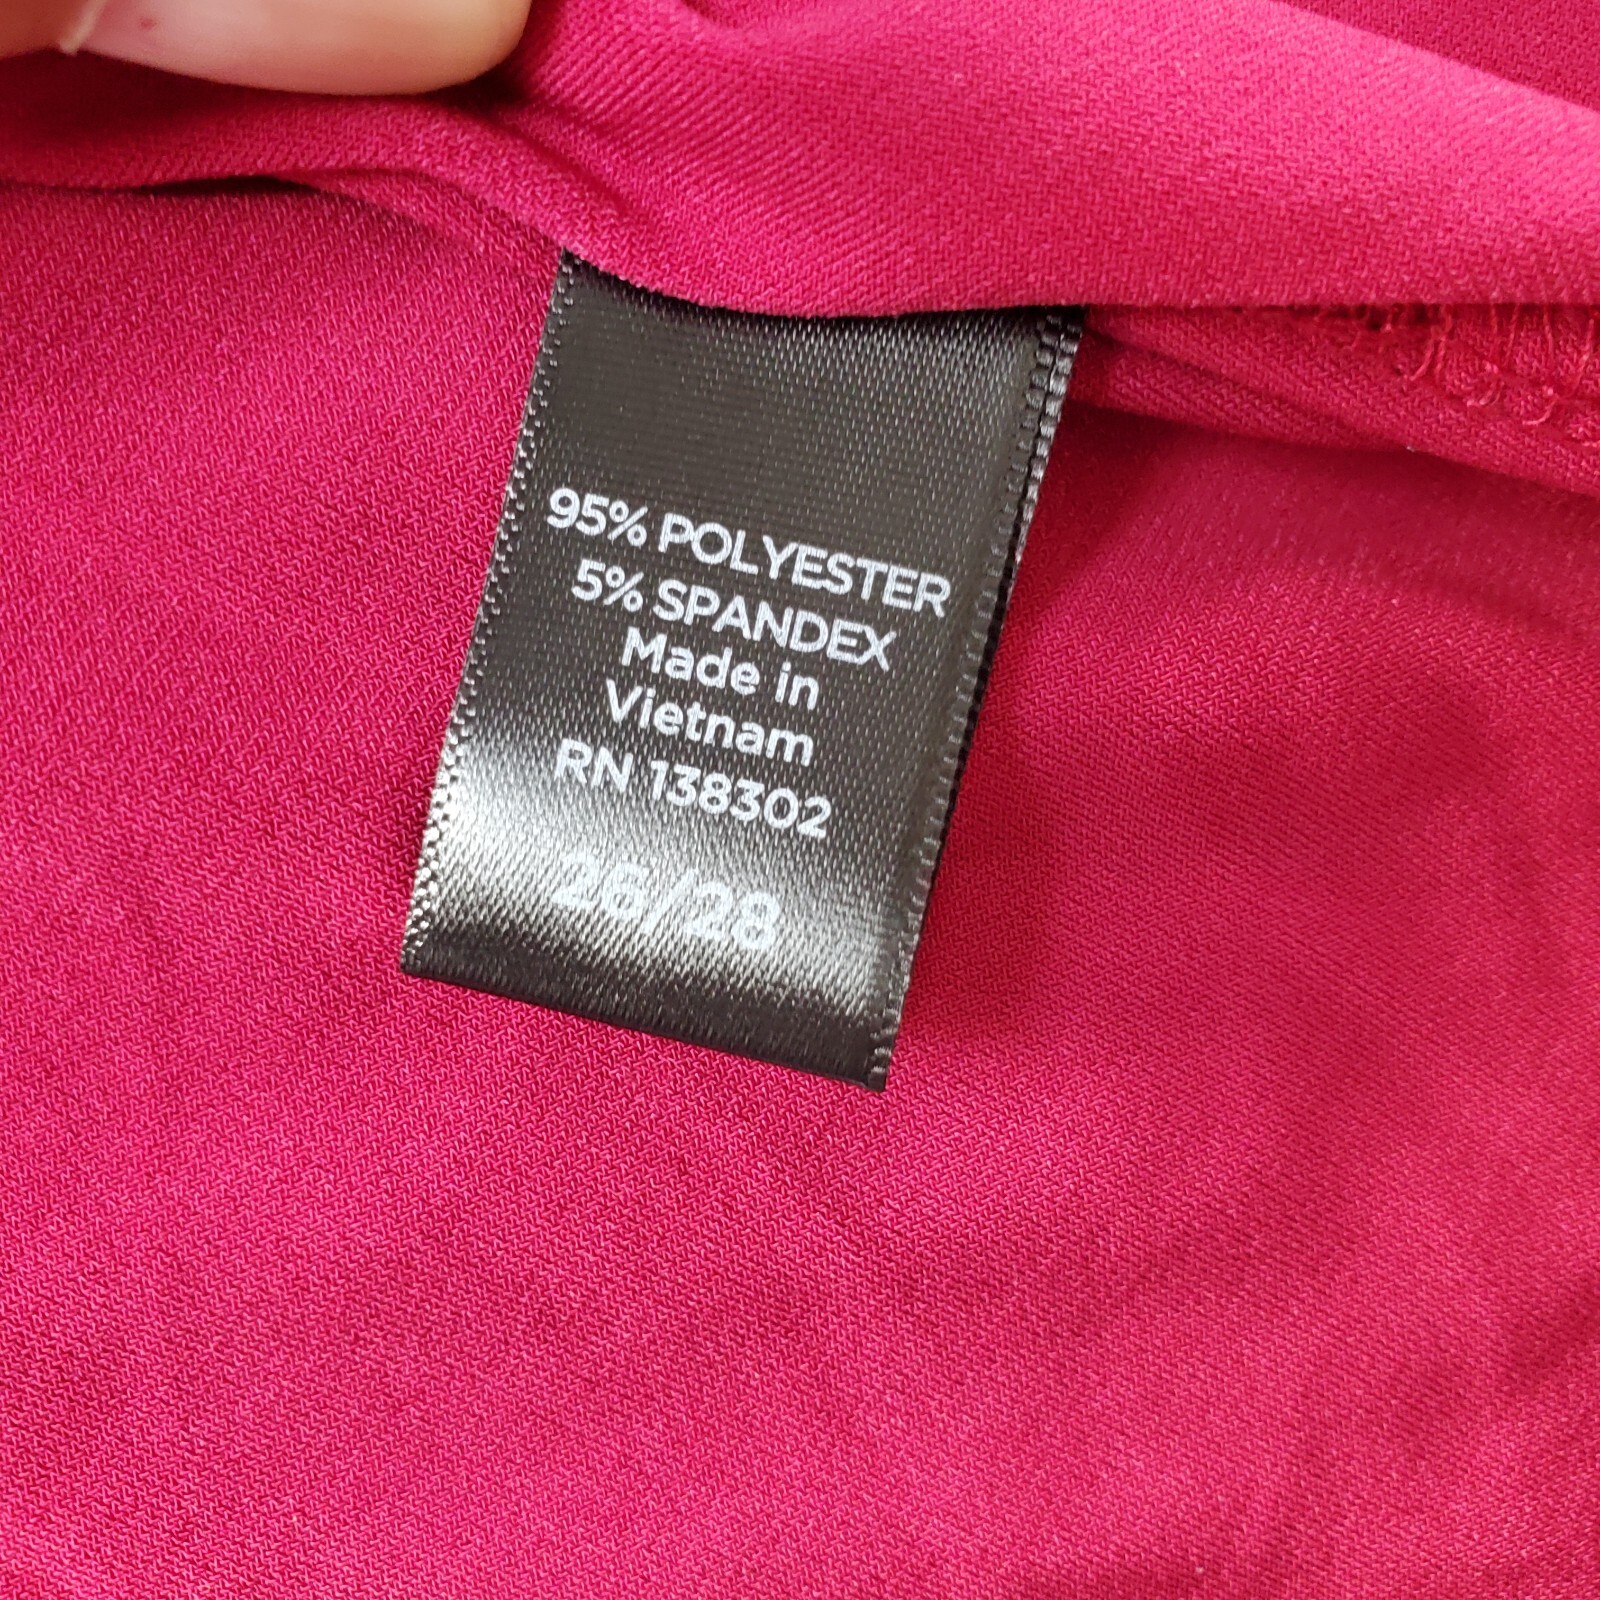 95% POLYESTER
5% SPANDEX
Made in
Vietnam
RN 138302
26/28